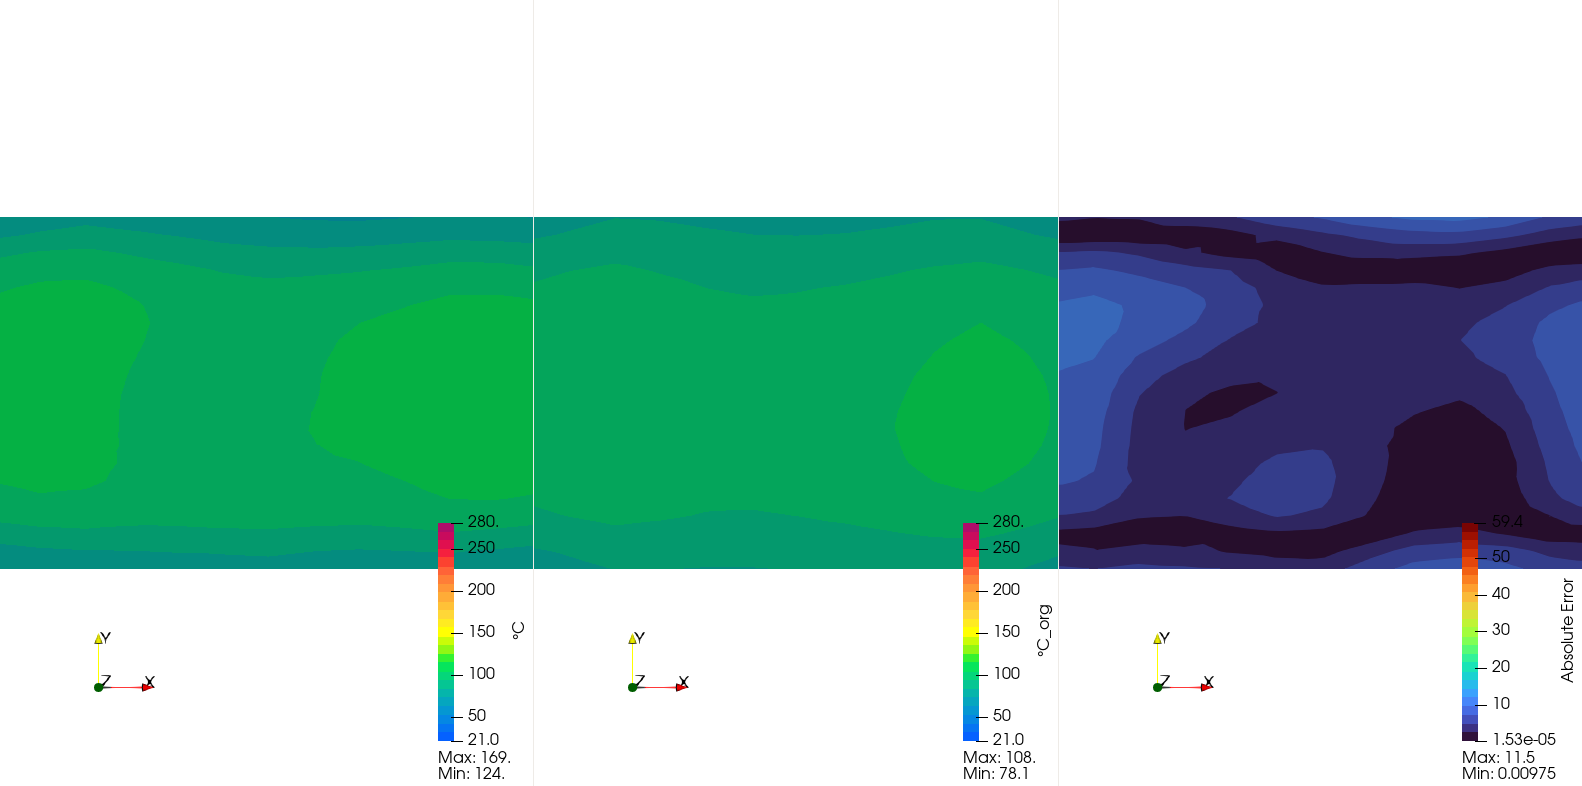 280.
250
200
150
100
50
21.0
°C
Max: 169.
Min: 124.
Y
Z
X
280.
250
200
150
100
50
21.0
°C_org
Max: 108.
Min: 78.1
Y
Z
X
59.4
50
40
30
20
10
1.53e-05
Absolute Error
Max: 11.5
Min: 0.00975
Y
Z
X